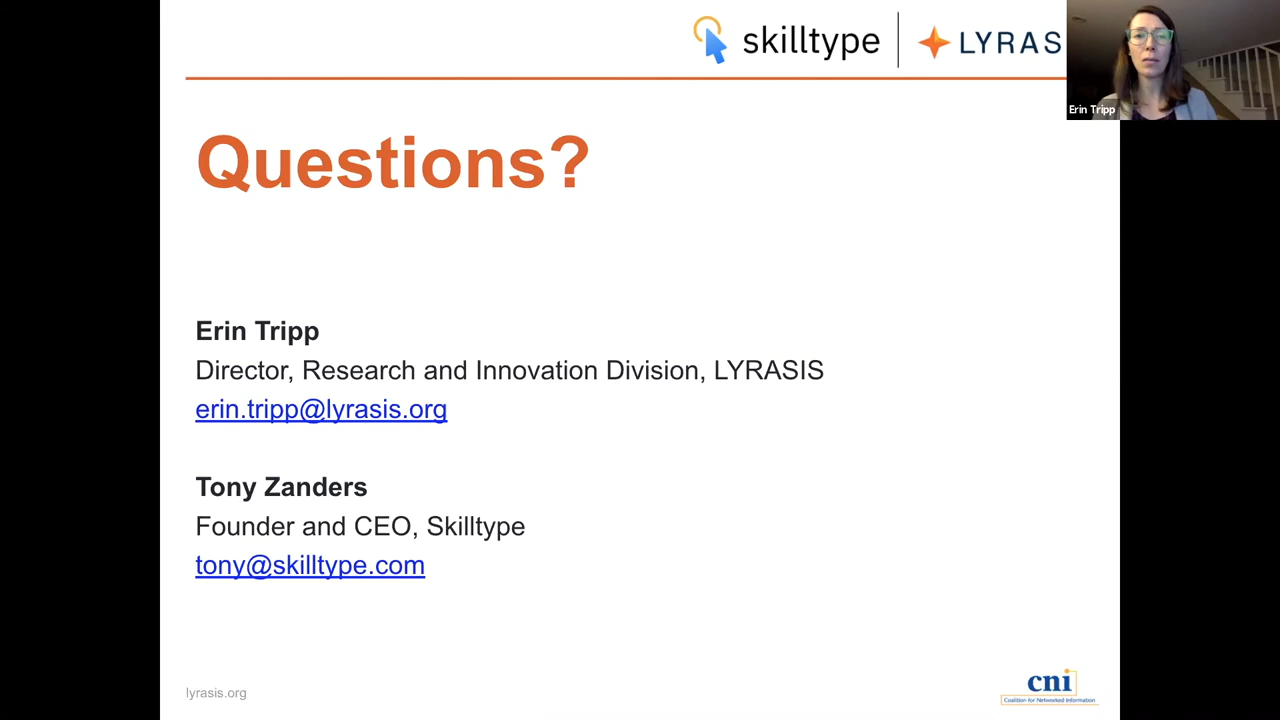 skilltype
LYRAS
Erin Tripp
Questions?
Erin Tripp
Director, Research and Innovation Division, LYRASIS
erin.tripp@lyrasis.org
Tony Zanders
Founder and CEO, Skilltype
tony@skilltype.com
lyrasis.org
cni
Coalition for Networked Information